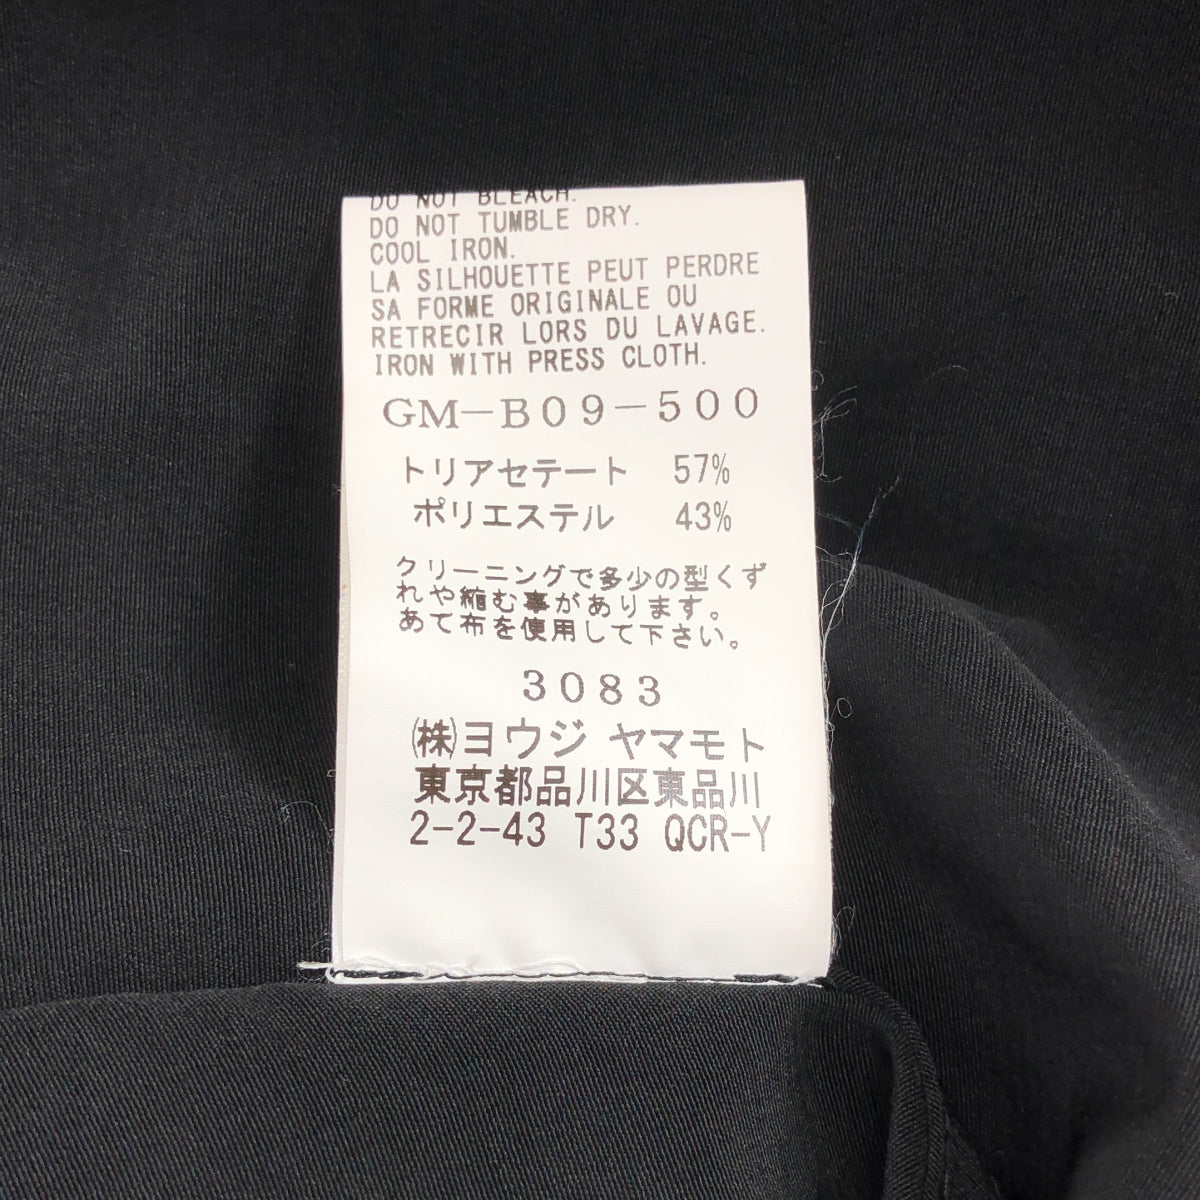 DO NOT BLEACH.
DO NOT TUMBLE DRY.
COOL IRON.
LA SILHOUETTE PEUT PERDRE
SA FORME ORIGINALE OU
RETRECIR LORS DU LAVAGE.
IRON WITH PRESS CLOTH.
GM-B09-500
トリアセテート 57%
ポリエステル 43%
クリーニングで多少の型くず
れや縮む事があります。
あて布を使用して下さい。
3083
㈱ヨウジ ヤマモト
東京都品川区東品川
2-2-43 T33 QCR-Y